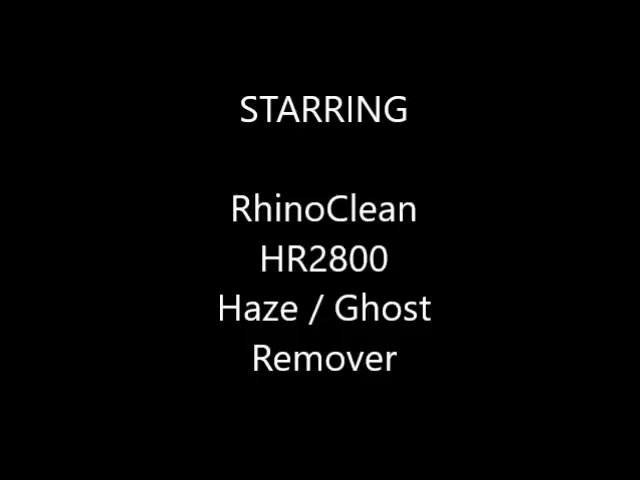 STARRING
RhinoClean
HR2800
Haze / Ghost
Remover